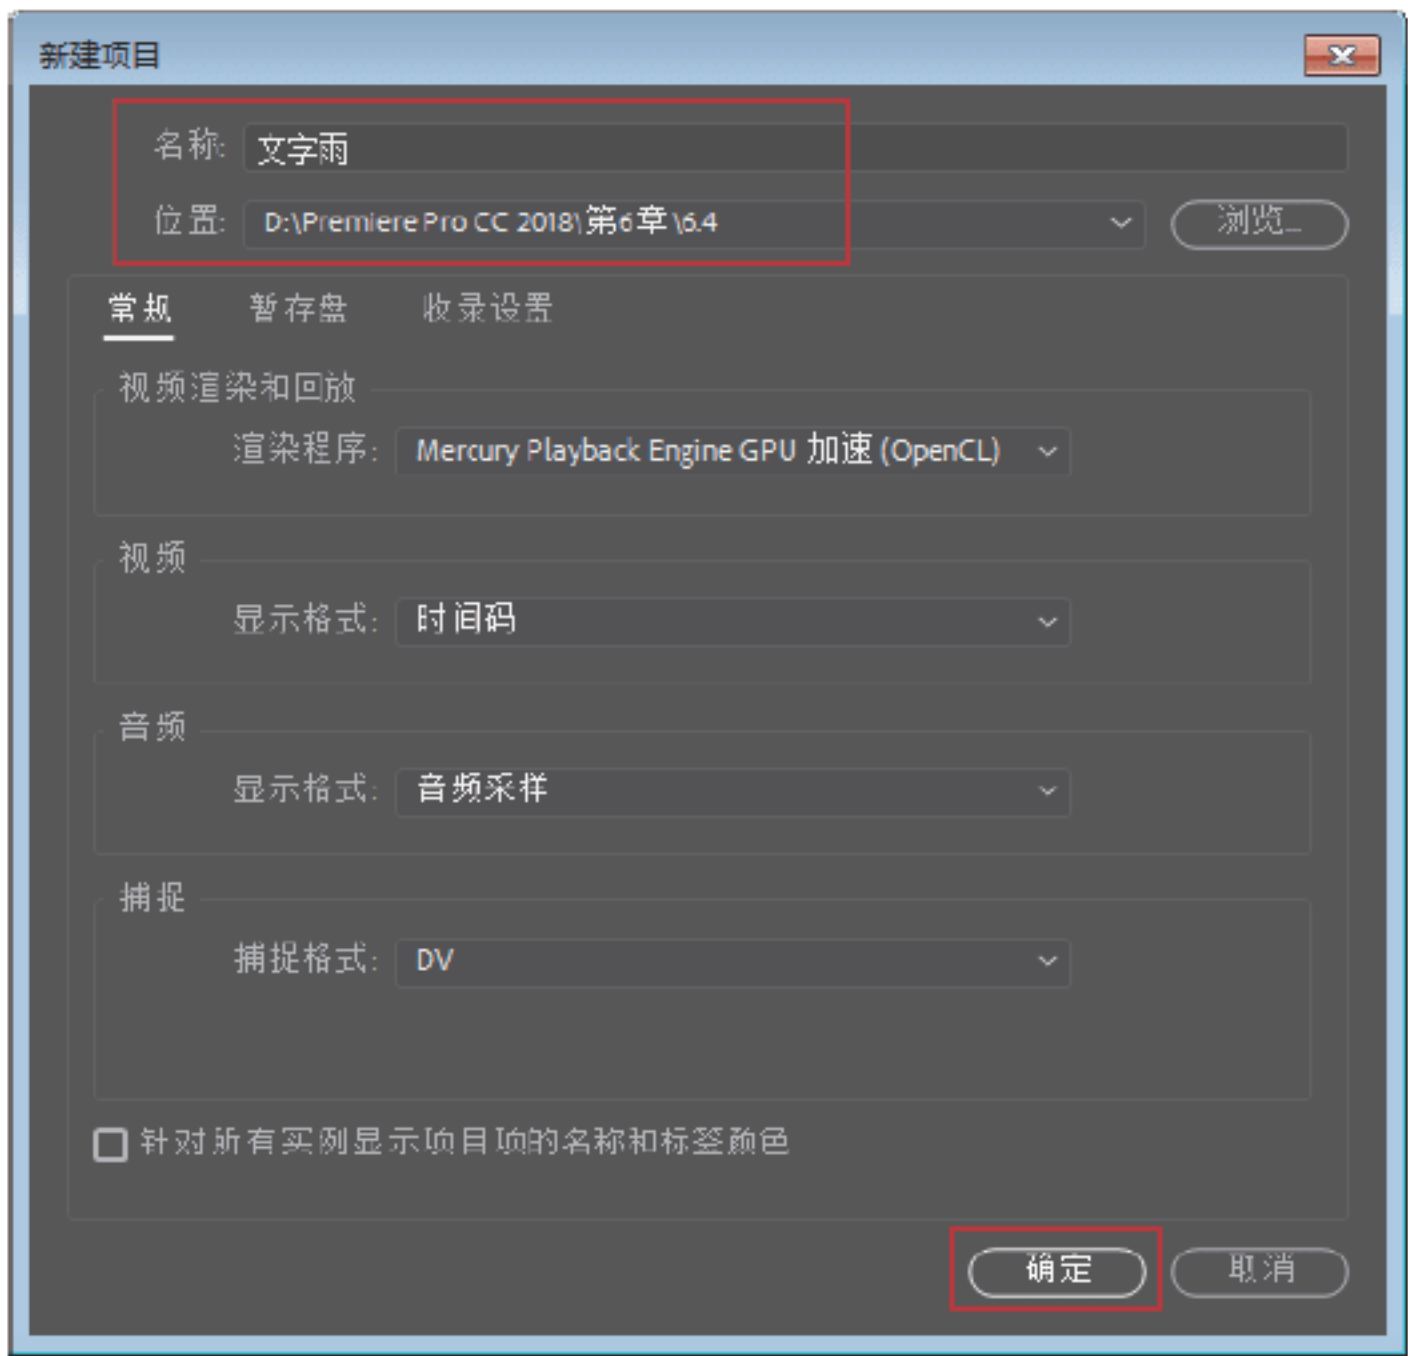 新建项目
名称: 文字雨
位置: D:\Premiere Pro CC 2018\第6章\6.4 浏览...
常规 暂存盘 收录设置
视频渲染和回放
渲染程序: Mercury Playback Engine GPU 加速 (OpenCL)
视频
显示格式: 时间码
音频
显示格式: 音频采样
捕捉
捕捉格式: DV
针对所有实例显示项目项的名称和标签颜色
确定 取消